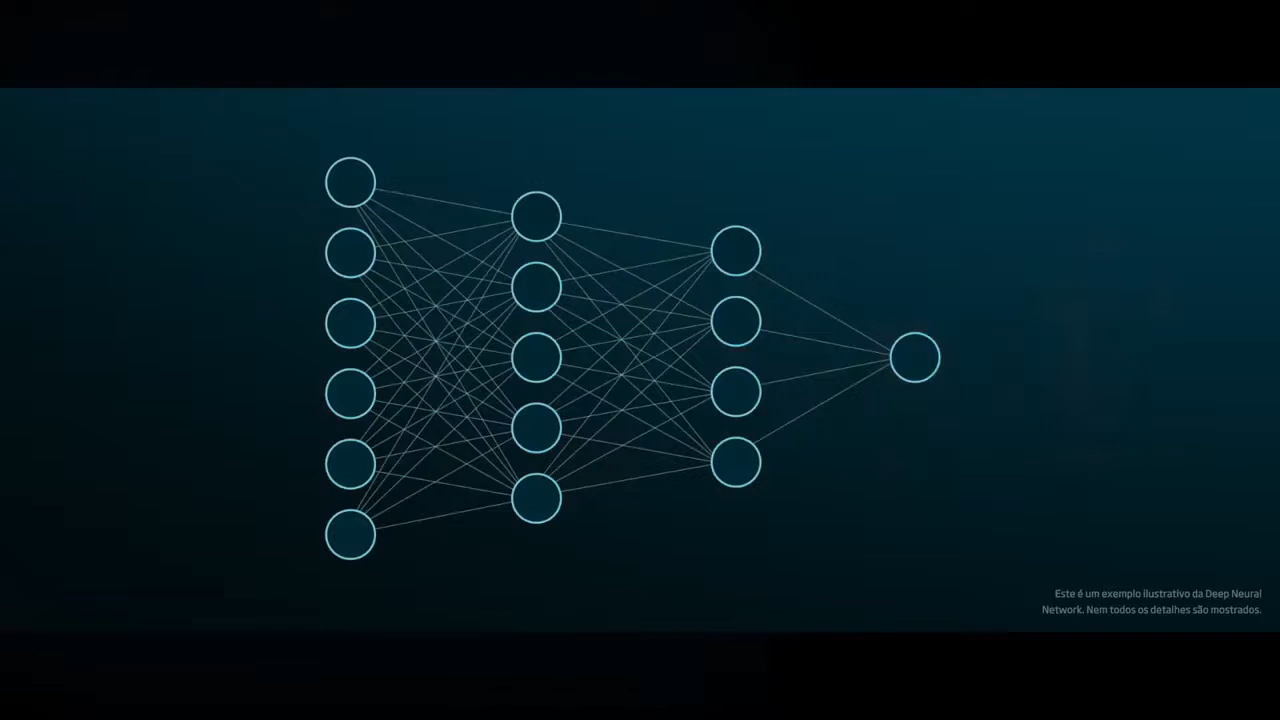 Este é um exemplo ilustrativo da Deep Neural
Network. Nem todos os detalhes são mostrados.